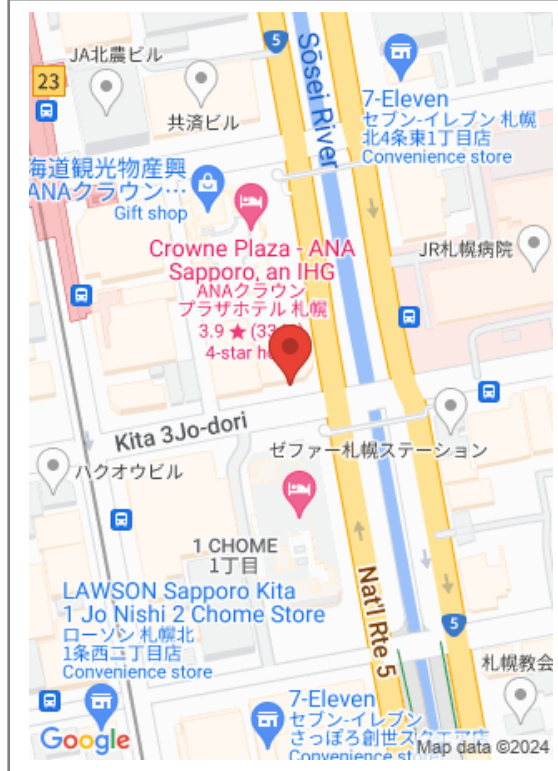 JA北農ビル
5
23
共済ビル
Sōsei River
7-Eleven
セブン-イレブン 札幌
北4条東1丁目店
Convenience store
海道観光物産興
ANAクラウン…
Gift shop
Crowne Plaza - ANA
Sapporo, an IHG
ANAクラウン
プラザホテル 札幌
3.9 ★ (33
4-star ho
JR札幌病院
Kita 3Jo-dori
ゼファー札幌ステーション
ハクオウビル
1 CHOME
1丁目
LAWSON Sapporo Kita
1 Jo Nishi 2 Chome Store
ローソン 札幌北
1条西二丁目店
Convenience store
Nat'l Rte 5
5
札幌教会
7-Eleven
セブン-イレブン
さっぽろ創世スクエア店
Convenience store
Google
Map data ©2024